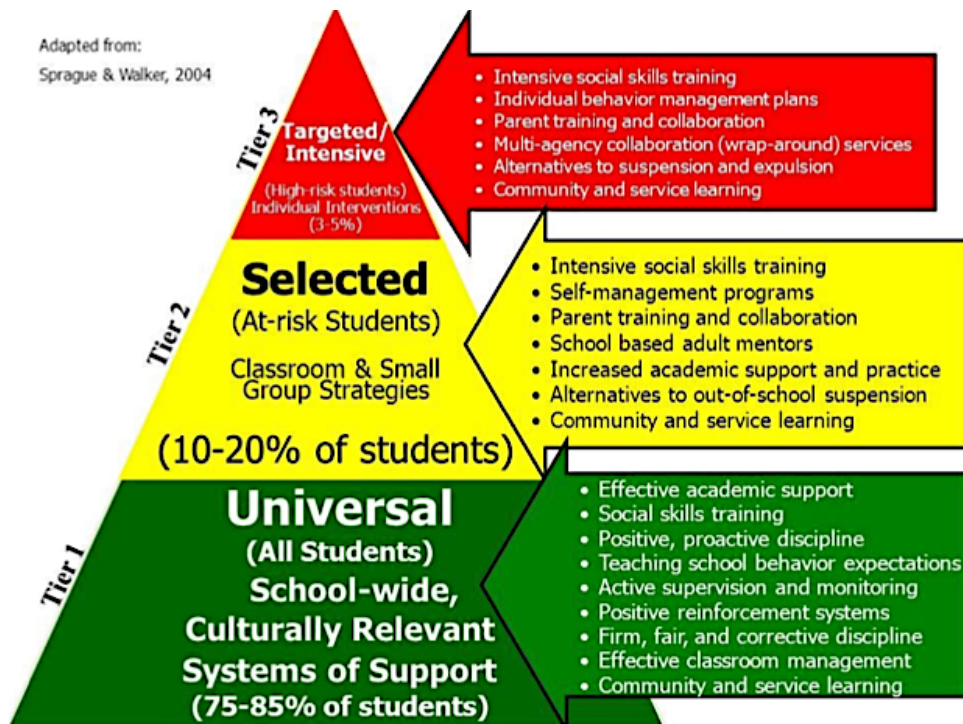 Adapted from:
Sprague & Walker, 2004
Tier 3
Targeted/
Intensive
(High-risk students)
Individual Interventions
(3-5%)
• Intensive social skills training
• Individual behavior management plans
• Parent training and collaboration
• Multi-agency collaboration (wrap-around) services
• Alternatives to suspension and expulsion
• Community and service learning
Tier 2
Selected
(At-risk Students)
Classroom & Small
Group Strategies
(10-20% of students)
• Intensive social skills training
• Self-management programs
• Parent training and collaboration
• School based adult mentors
• Increased academic support and practice
• Alternatives to out-of-school suspension
• Community and service learning
Tier 1
Universal
(All Students)
School-wide,
Culturally Relevant
Systems of Support
(75-85% of students)
• Effective academic support
• Social skills training
• Positive, proactive discipline
• Teaching school behavior expectations
• Active supervision and monitoring
• Positive reinforcement systems
• Firm, fair, and corrective discipline
• Effective classroom management
• Community and service learning